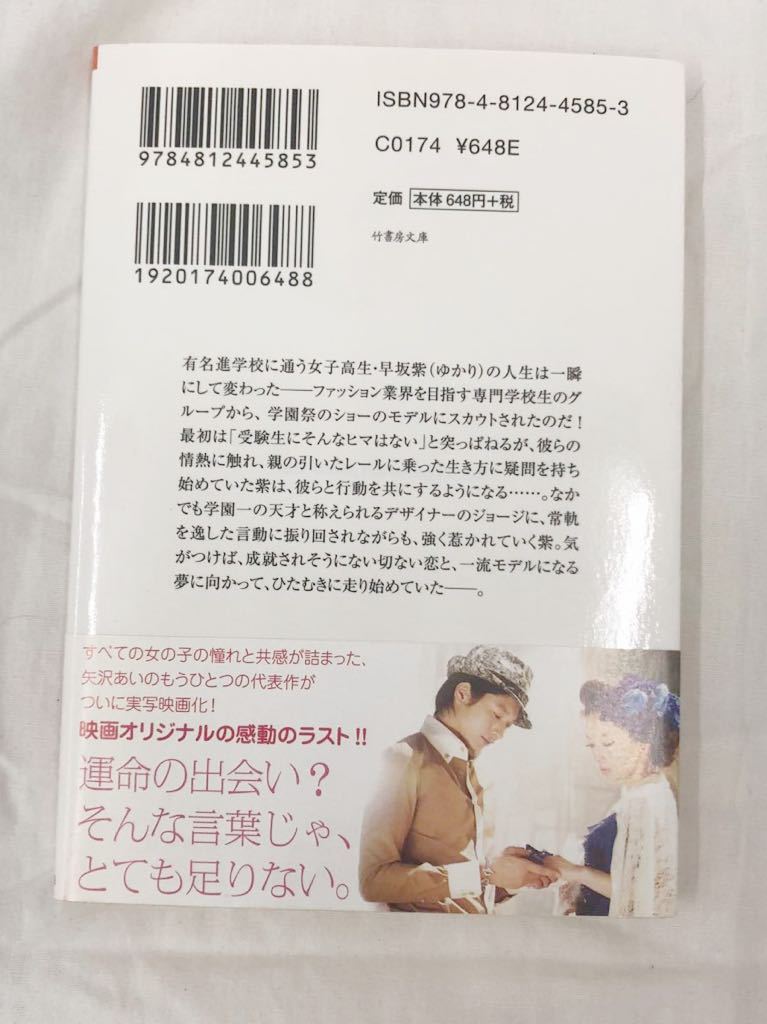 ISBN978-4-8124-4585-3
9784812445853
C0174 ¥648E
定価 本体648円+税
竹書房文庫
1920174006488
有名進学校に通う女子高生・早坂紫(ゆかり)の人生は一瞬
にして変わった――ファッション業界を目指す専門学校生のグ
ループから、学園祭のショーのモデルにスカウトされたのだ!
最初は「受験生にそんなヒマはない」と突っぱねるが、彼らの
情熱に触れ、親の引いたレールに乗った生き方に疑問を持ち
始めていた紫は、彼らと行動を共にするようになる……。なか
でも学園一の天才と称えられるデザイナーのジョージに、常軌
を逸した言動に振り回されながらも、強く惹かれていく紫。気
がつけば、成就されそうにない切ない恋と、一流モデルになる
夢に向かって、ひたむきに走り始めていた――。
すべての女の子の憧れと共感が詰まった、
矢沢あいのもうひとつの代表作が
ついに実写映画化!
映画オリジナルの感動のラスト!!
運命の出会い?
そんな言葉じゃ、
とても足りない。